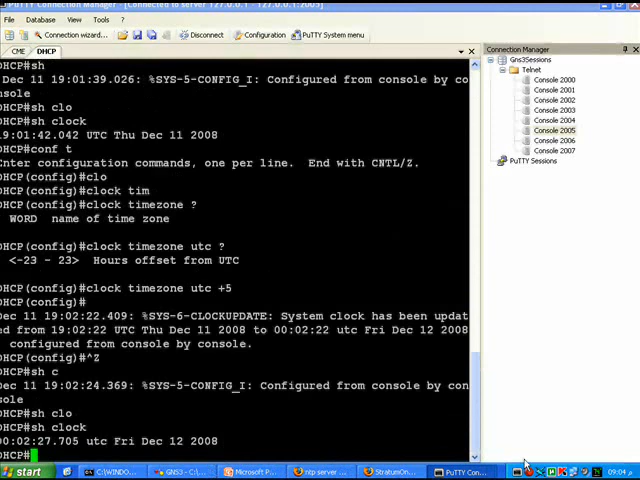 PuTTY Connection Manager - [Connected to server 127.0.0.1 - 127.0.0.1:2005]
File Database View Tools ?
Connection wizard... Disconnect Configuration PuTTY System menu
CME DHCP
DHCP#sh
Dec 11 19:01:39.026: %SYS-5-CONFIG_I: Configured from console by co
nsole
DHCP#sh clo
DHCP#sh clock
19:01:42.042 UTC Thu Dec 11 2008
DHCP#conf t
Enter configuration commands, one per line. End with CNTL/Z.
DHCP(config)#clo
DHCP(config)#clock tim
DHCP(config)#clock timezone ?
WORD name of time zone
DHCP(config)#clock timezone utc ?
<-23 - 23> Hours offset from UTC
DHCP(config)#clock timezone utc +5
DHCP(config)#
Dec 11 19:02:22.409: %SYS-6-CLOCKUPDATE: System clock has been updat
ed from 19:02:22 UTC Thu Dec 11 2008 to 00:02:22 utc Fri Dec 12 2008
configured from console by console.
DHCP(config)#^Z
DHCP#sh c
Dec 11 19:02:24.369: %SYS-5-CONFIG_I: Configured from console by con
sole
DHCP#sh clo
DHCP#sh clock
00:02:27.705 utc Fri Dec 12 2008
DHCP#
Connection Manager
Gns3Sessions
Telnet
Console 2000
Console 2001
Console 2002
Console 2003
Console 2004
Console 2005
Console 2006
Console 2007
PuTTY Sessions
start C:\WINDO... GNS3 - C:\... Microsoft P... ntp server... StratumOn... PuTTY Con... 09:04